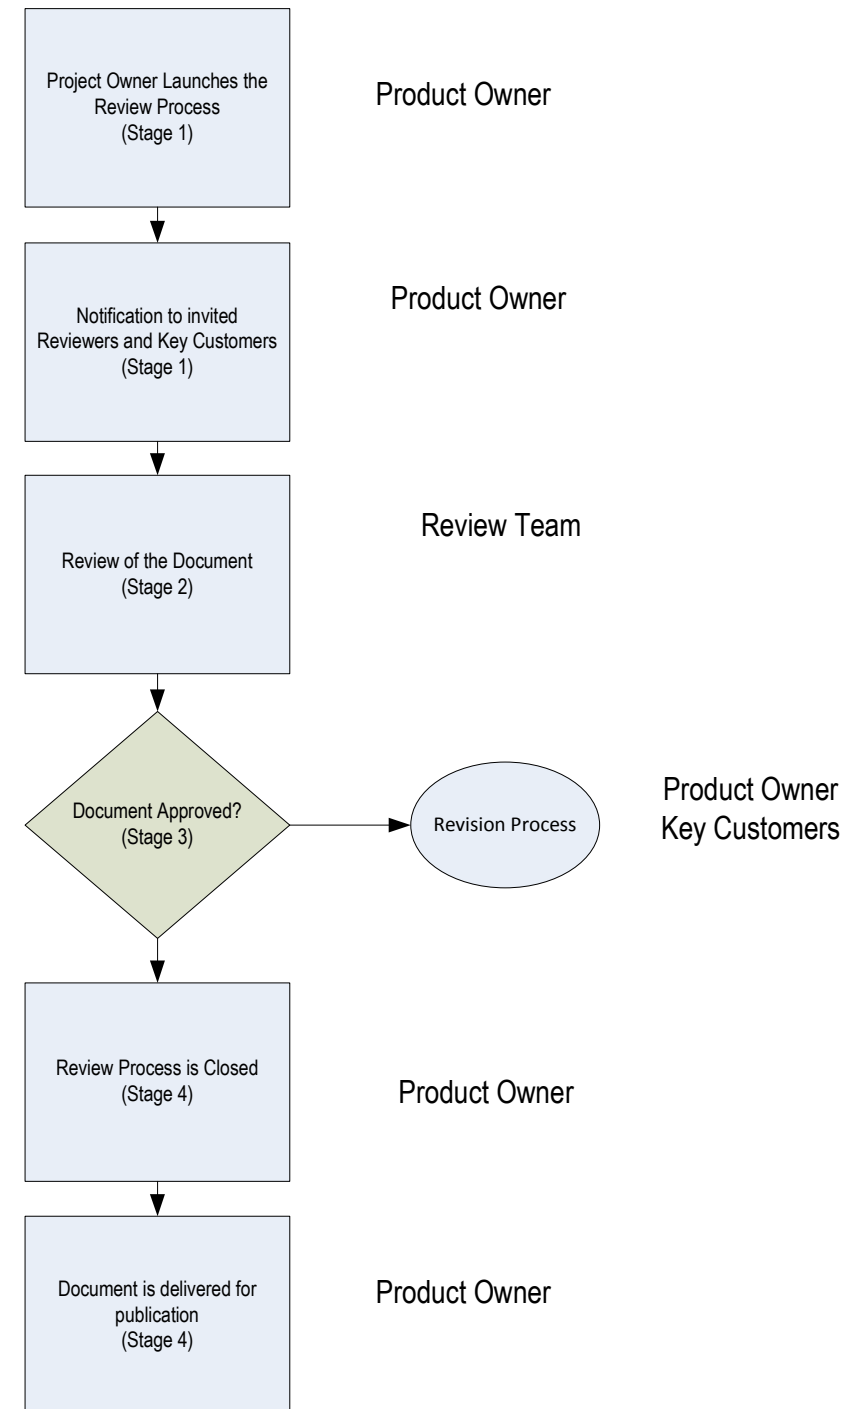 Project Owner Launches the
Review Process
(Stage 1)
Product Owner
Notification to invited
Reviewers and Key Customers
(Stage 1)
Product Owner
Review of the Document
(Stage 2)
Review Team
Document Approved?
(Stage 3)
Revision Process
Product Owner
Key Customers
Review Process is Closed
(Stage 4)
Product Owner
Document is delivered for
publication
(Stage 4)
Product Owner